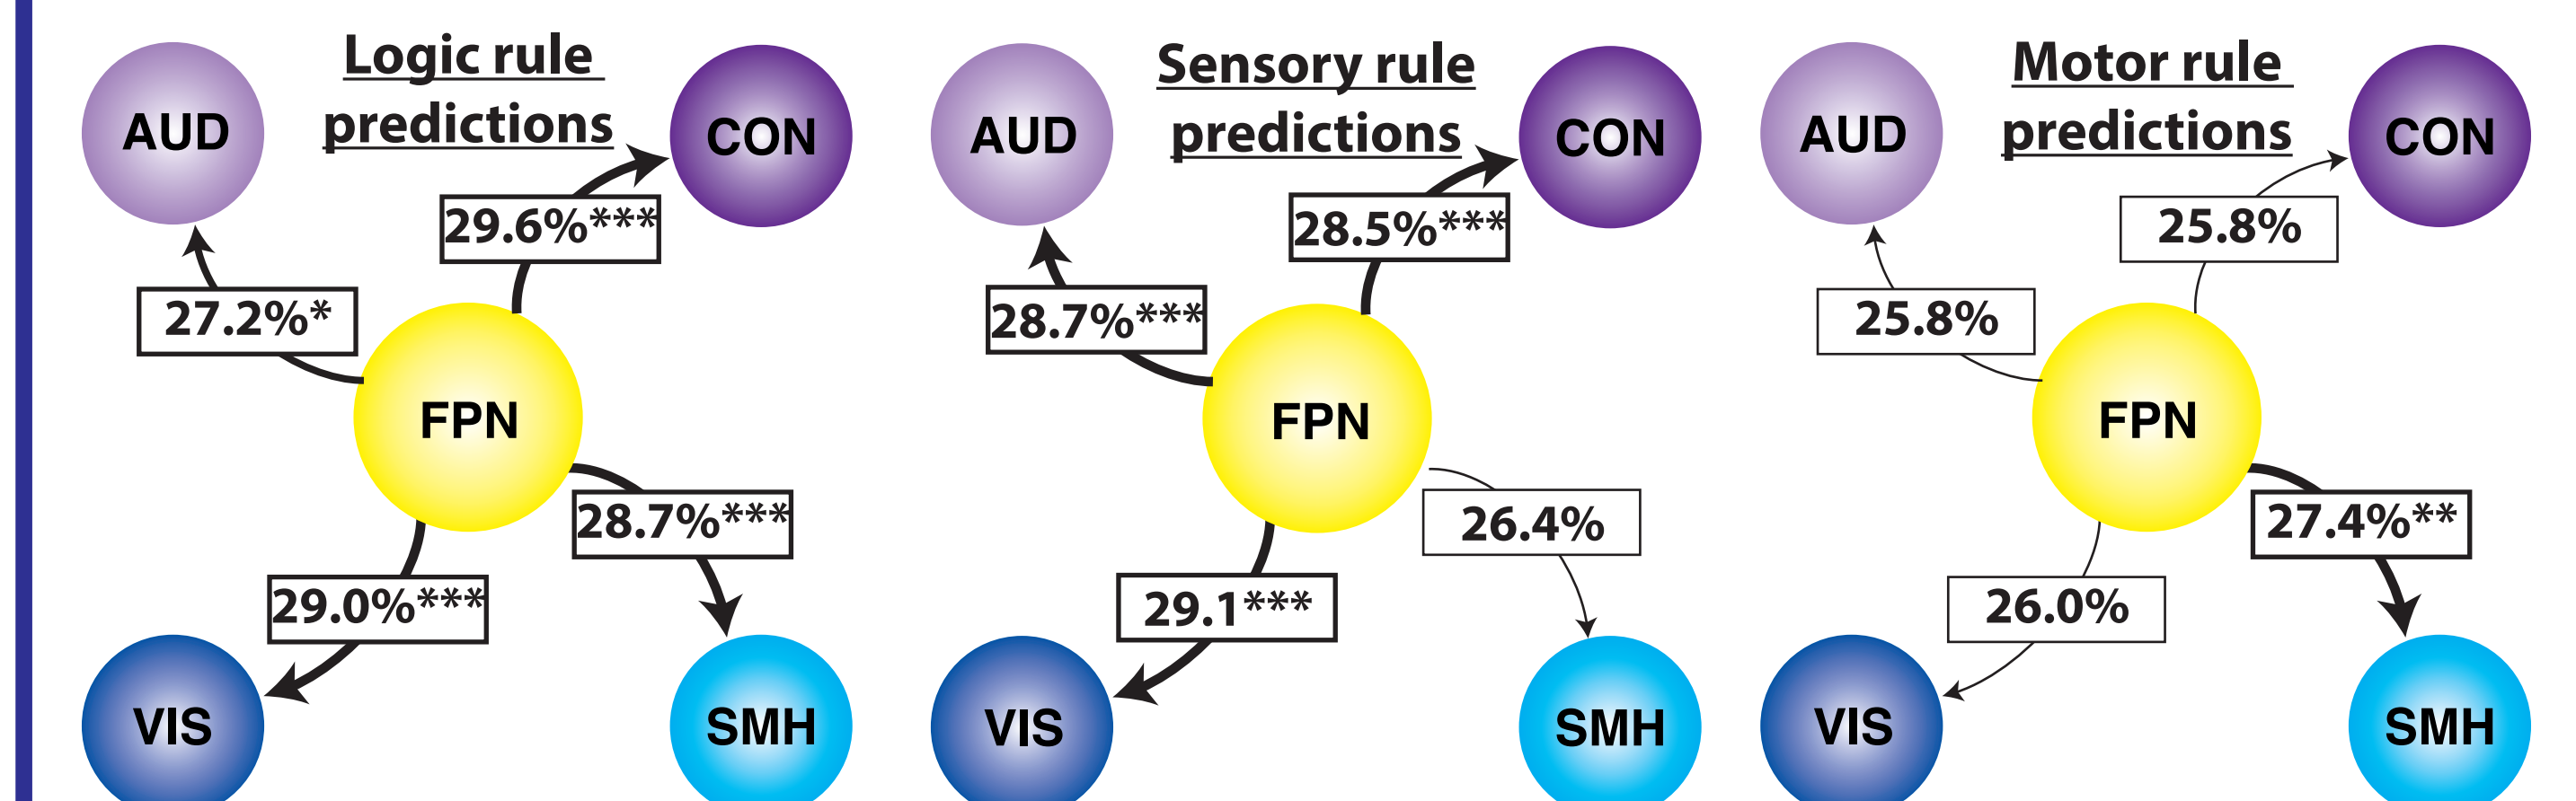 Logic rule
predictions
AUD
CON
29.6%***
27.2%*
FPN
28.7%***
29.0%***
VIS
SMH
Sensory rule
predictions
AUD
CON
28.5%***
28.7%***
FPN
26.4%
29.1***
VIS
SMH
Motor rule
predictions
AUD
CON
25.8%
25.8%
FPN
27.4%**
26.0%
VIS
SMH